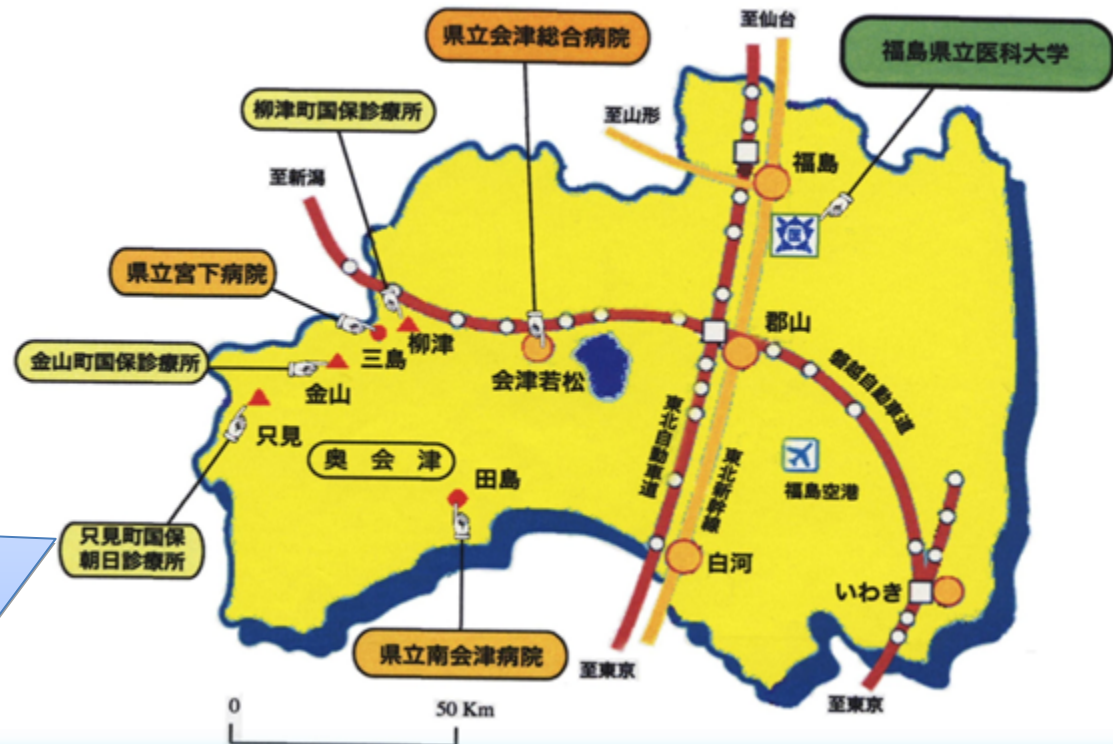 至仙台
県立会津総合病院
福島県立医科大学
柳津町国保診療所
至山形
福島
至新潟
医
県立宮下病院
郡山
柳津
三島
金山町国保診療所
会津若松
金山
磐越自動車道
只見
東北自動車道
東北新幹線
奥会津
田島
福島空港
只見町国保
朝日診療所
白河
いわき
県立南会津病院
至東京
至東京
0
50 Km